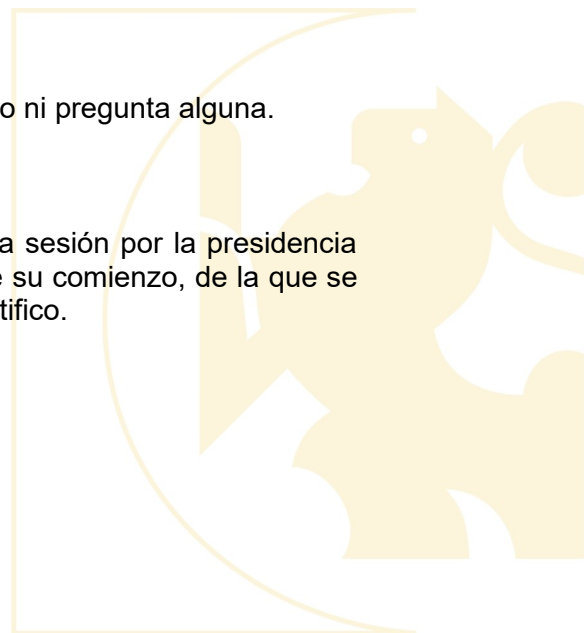 o ni pregunta alguna.
a sesión por la presidencia
e su comienzo, de la que se
tifico.